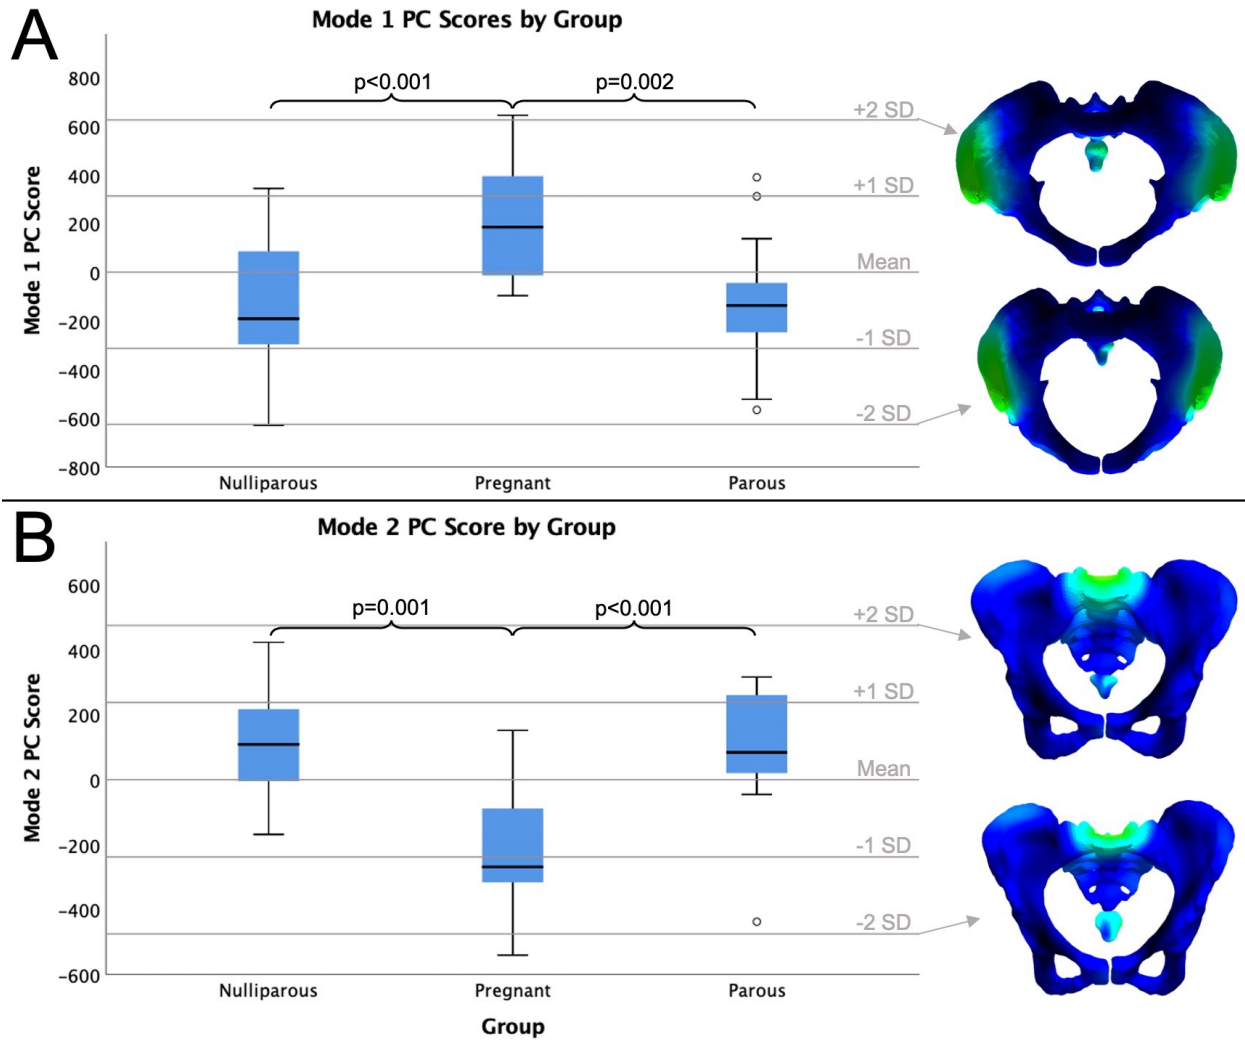 A
Mode 1 PC Scores by Group
Mode 1 PC Score
800
600
400
200
0
-200
-400
-600
-800
p<0.001
p=0.002
+2 SD
+1 SD
Mean
-1 SD
-2 SD
Nulliparous
Pregnant
Parous
B
Mode 2 PC Score by Group
Mode 2 PC Score
600
400
200
0
-200
-400
-600
p=0.001
p<0.001
+2 SD
+1 SD
Mean
-1 SD
-2 SD
Nulliparous
Pregnant
Parous
Group